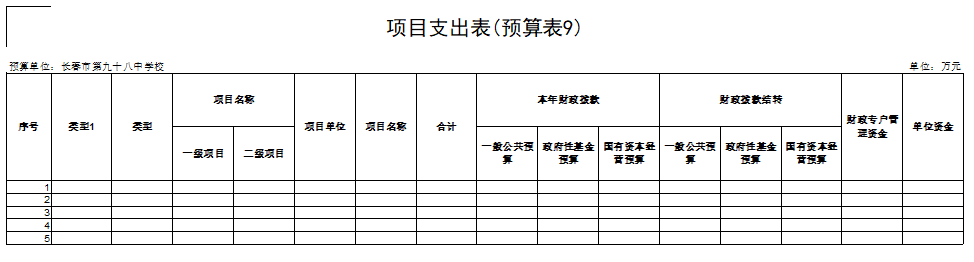 项目支出表(预算表9)
预算单位：长春市第九十八中学校 单位：万元
序号 类型1 类型 项目名称 项目单位 项目名称 合计 本年财政拨款 财政拨款结转 财政专户管理资金 单位资金
一级项目 二级项目 一般公共预算 政府性基金预算 国有资本经营预算 一般公共预算 政府性基金预算 国有资本经营预算
1
2
3
4
5